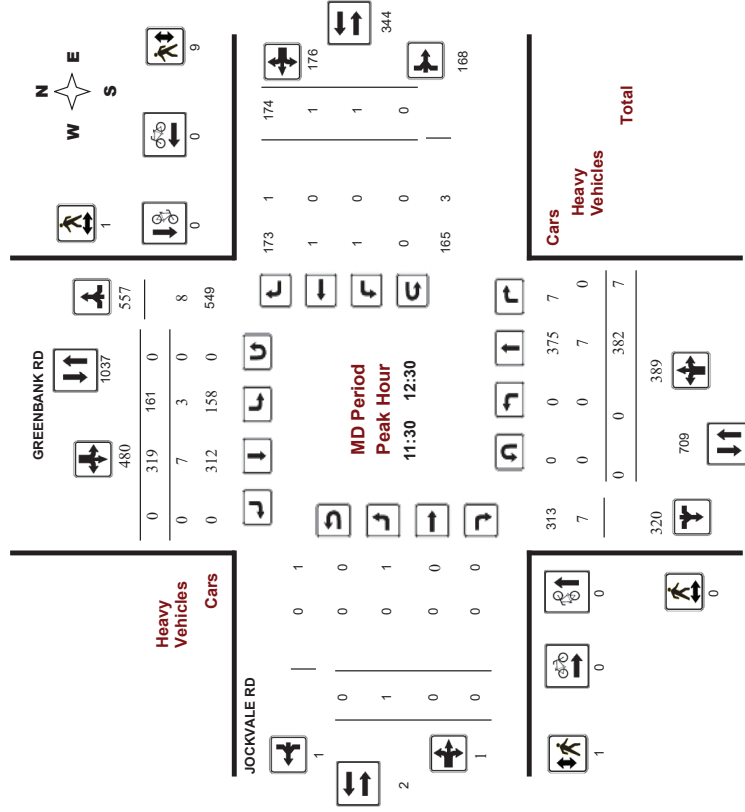 N
W E
S
1
9
0 0
GREENBANK RD
1037
480 557
0 319 161 0
0 7 3 0 8
0 312 158 0 549
Heavy
Vehicles
Cars
344
176
168
173 1 174
1 0 1
1 0 1
0 0 0
165 3
MD Period
Peak Hour
11:30 12:30
JOCKVALE RD
0 1
0 0 0
1 0 1
0 0 0
0 0 0
1
2
1
Cars
Heavy
Vehicles
Total
313 0 0 375 7
7 0 0 7 0
0 0 382 7
320 389
709
0 0
1 0